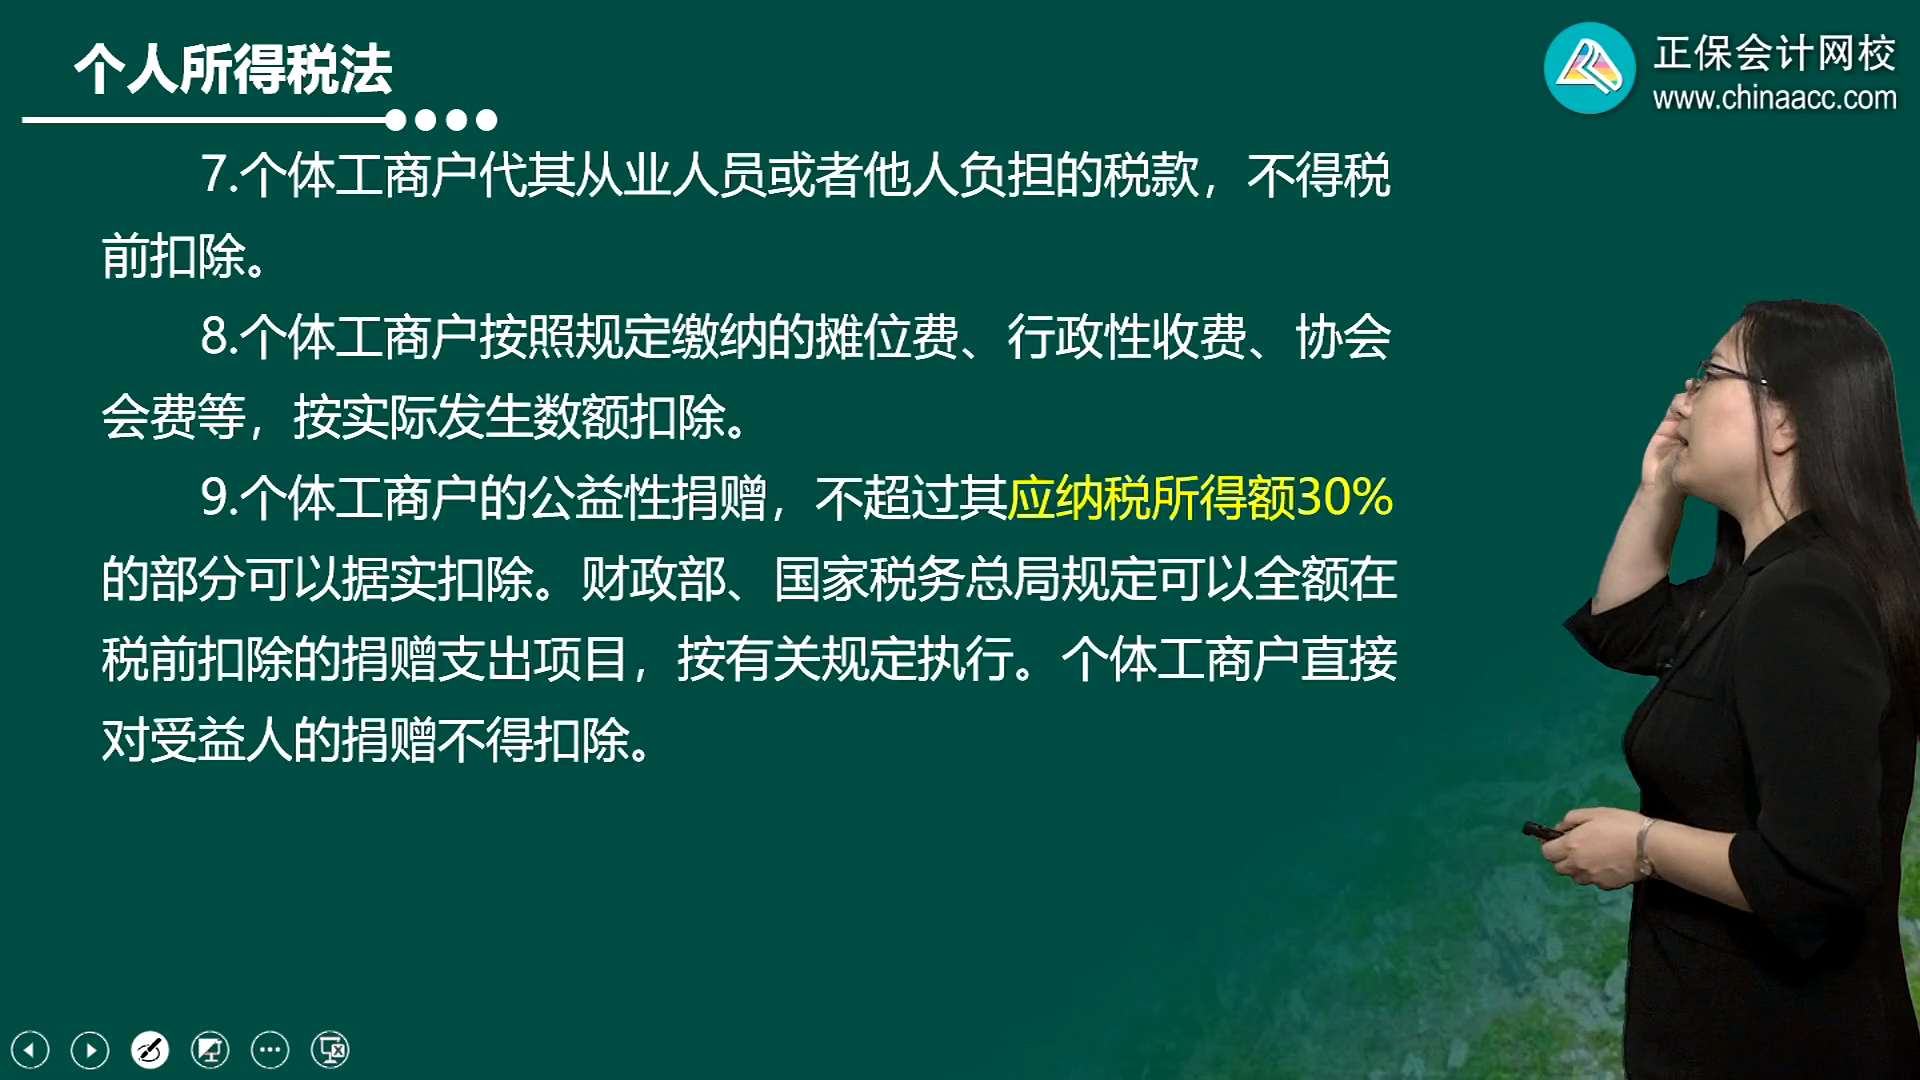 个人所得税法
正保会计网校
www.chinaacc.com
7.个体工商户代其从业人员或者他人负担的税款，不得税
前扣除。
8.个体工商户按照规定缴纳的摊位费、行政性收费、协会
会费等，按实际发生数额扣除。
9.个体工商户的公益性捐赠，不超过其应纳税所得额30%
的部分可以据实扣除。财政部、国家税务总局规定可以全额在
税前扣除的捐赠支出项目，按有关规定执行。个体工商户直接
对受益人的捐赠不得扣除。